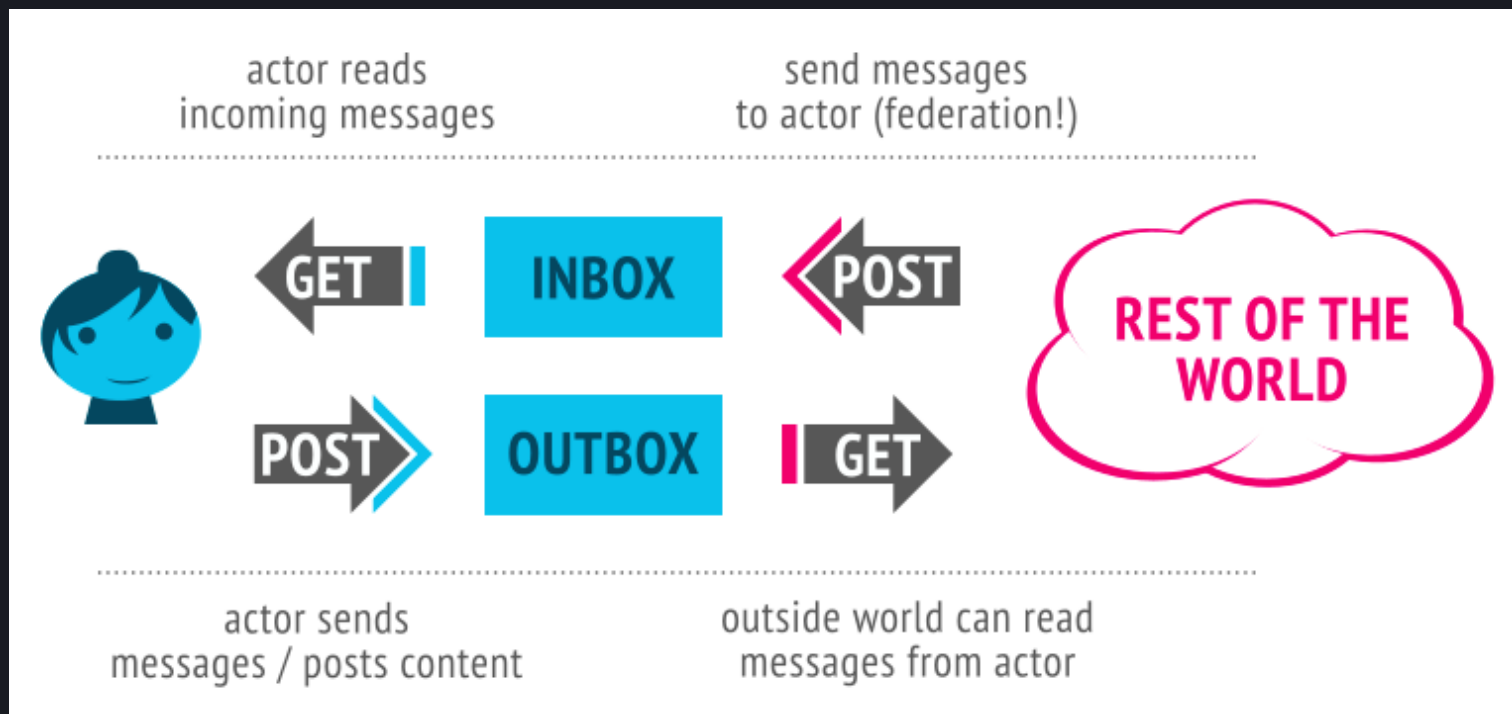 actor reads
incoming messages
send messages
to actor (federation!)
GET
INBOX
POST
REST OF THE
WORLD
POST
OUTBOX
GET
actor sends
messages / posts content
outside world can read
messages from actor